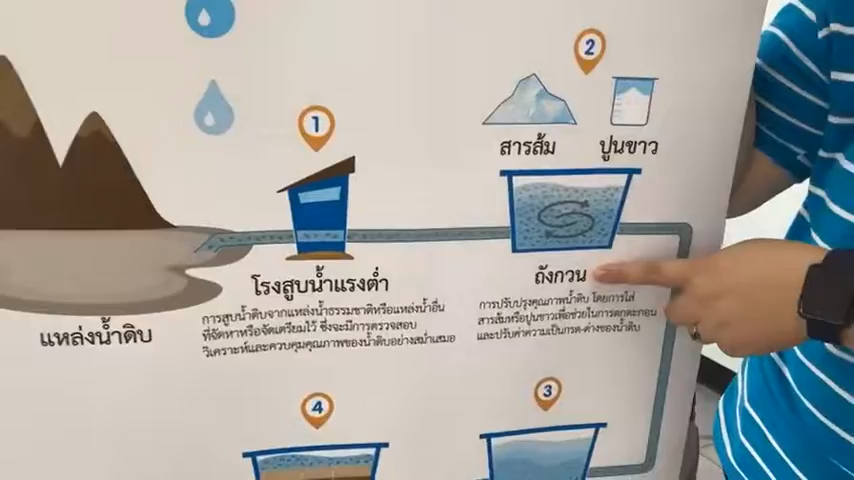 1
2
สารส้ม
ปูนขาว
แหล่งน้ำดิบ
โรงสูบน้ำแรงต่ำ
การสูบน้ำดิบจากแหล่งน้ำธรรมชาติหรือแหล่งน้ำอื่น
ที่จัดหาหรือจัดเตรียมไว้ ซึ่งจะมีการตรวจสอบ
วิเคราะห์และควบคุมคุณภาพของน้ำดิบอย่างสม่ำเสมอ
ถังกวน
การปรับปรุงคุณภาพน้ำดิบ โดยการใส่
สารส้มหรือปูนขาวเพื่อช่วยในการตกตะกอน
และปรับค่าความเป็นกรด-ด่างของน้ำดิบ
4
3